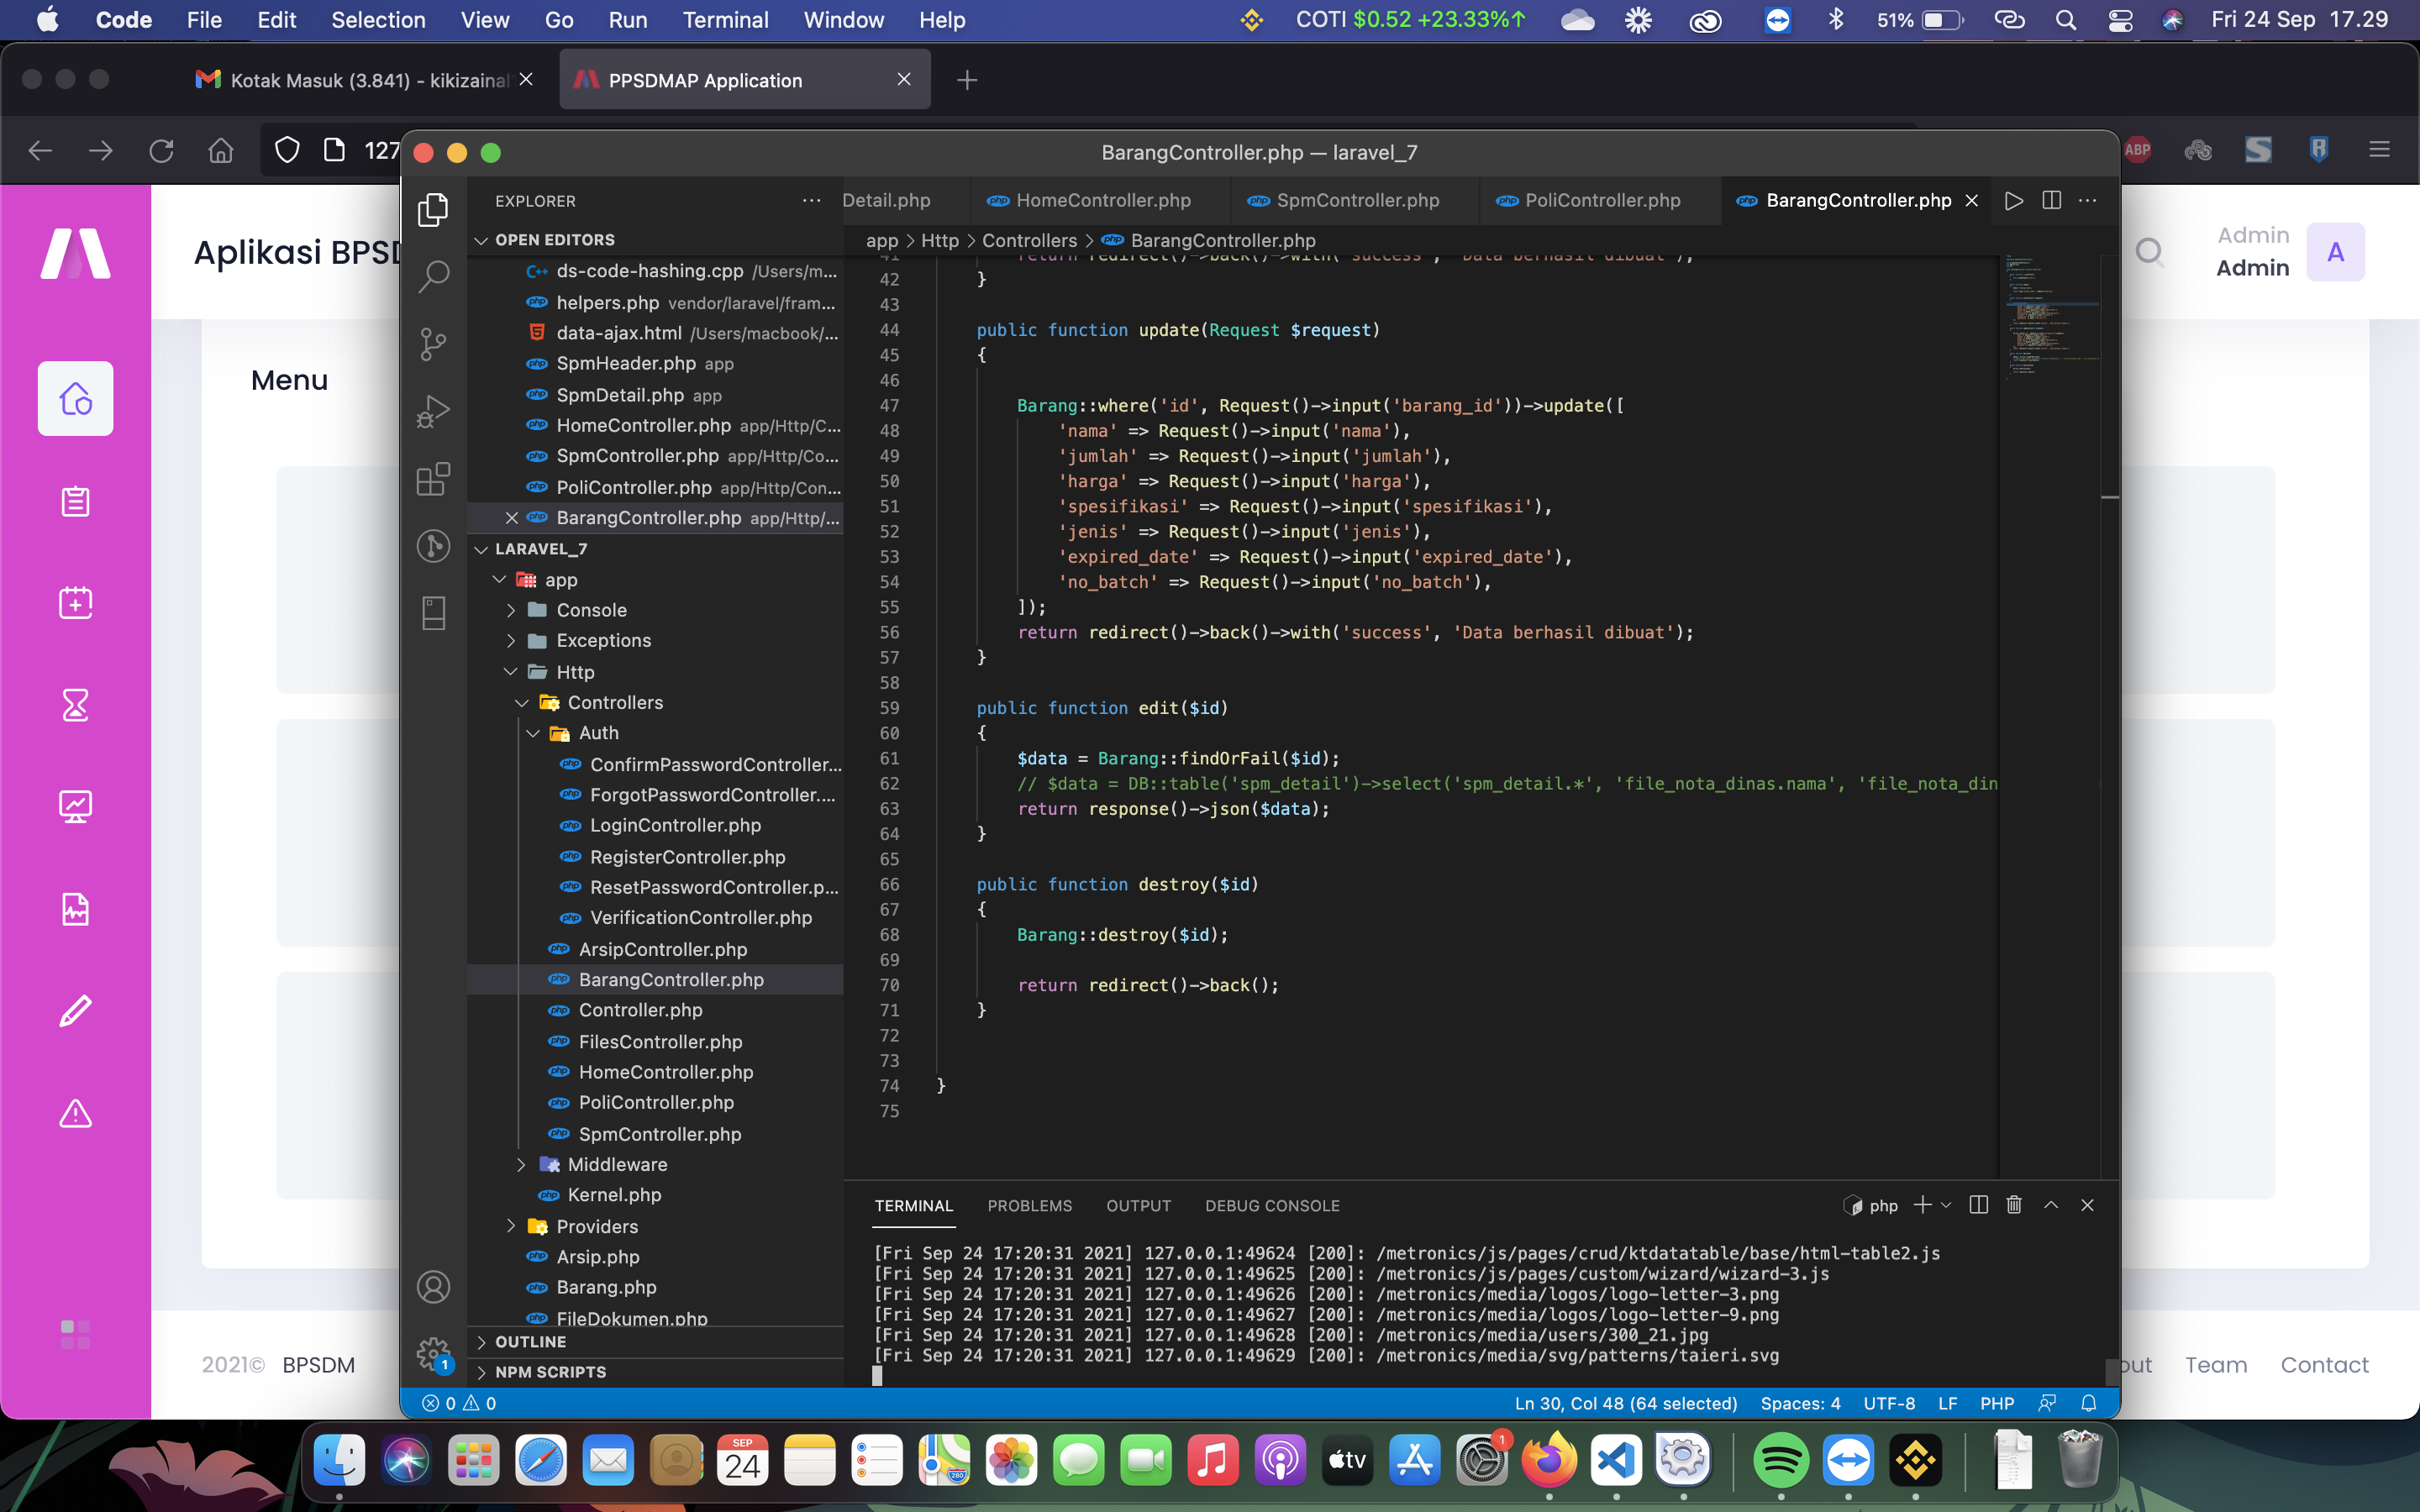 Code File Edit Selection View Go Run Terminal Window Help COTI $0.52 +23.33%↑ 51% Fri 24 Sep 17.29
Kotak Masuk (3.841) - kikizainal
PPSDMAP Application
127
ABP
Aplikasi BPSD
Admin
Admin
A
Menu
2021© BPSDM
out Team Contact
BarangController.php — laravel_7
EXPLORER
OPEN EDITORS
ds-code-hashing.cpp /Users/m...
helpers.php vendor/laravel/fram...
data-ajax.html /Users/macbook/...
SpmHeader.php app
SpmDetail.php app
HomeController.php app/Http/C...
SpmController.php app/Http/Co...
PoliController.php app/Http/Con...
BarangController.php app/Http/...
LARAVEL_7
app
Console
Exceptions
Http
Controllers
Auth
ConfirmPasswordController...
ForgotPasswordController....
LoginController.php
RegisterController.php
ResetPasswordController.p...
VerificationController.php
ArsipController.php
BarangController.php
Controller.php
FilesController.php
HomeController.php
PoliController.php
SpmController.php
Middleware
Kernel.php
Providers
Arsip.php
Barang.php
FileDokumen.php
OUTLINE
NPM SCRIPTS
1
Detail.php HomeController.php SpmController.php PoliController.php BarangController.php
app > Http > Controllers > BarangController.php
41 return redirect()->back()->with('success', 'Data berhasil dibuat');
42 }
43
44 public function update(Request $request)
45 {
46
47 Barang::where('id', Request()->input('barang_id'))->update([
48 'nama' => Request()->input('nama'),
49 'jumlah' => Request()->input('jumlah'),
50 'harga' => Request()->input('harga'),
51 'spesifikasi' => Request()->input('spesifikasi'),
52 'jenis' => Request()->input('jenis'),
53 'expired_date' => Request()->input('expired_date'),
54 'no_batch' => Request()->input('no_batch'),
55 ]);
56 return redirect()->back()->with('success', 'Data berhasil dibuat');
57 }
58
59 public function edit($id)
60 {
61 $data = Barang::findOrFail($id);
62 // $data = DB::table('spm_detail')->select('spm_detail.*', 'file_nota_dinas.nama', 'file_nota_din
63 return response()->json($data);
64 }
65
66 public function destroy($id)
67 {
68 Barang::destroy($id);
69
70 return redirect()->back();
71 }
72
73
74 }
75
TERMINAL PROBLEMS OUTPUT DEBUG CONSOLE php
[Fri Sep 24 17:20:31 2021] 127.0.0.1:49624 [200]: /metronics/js/pages/crud/ktdatatable/base/html-table2.js
[Fri Sep 24 17:20:31 2021] 127.0.0.1:49625 [200]: /metronics/js/pages/custom/wizard/wizard-3.js
[Fri Sep 24 17:20:31 2021] 127.0.0.1:49626 [200]: /metronics/media/logos/logo-letter-3.png
[Fri Sep 24 17:20:31 2021] 127.0.0.1:49627 [200]: /metronics/media/logos/logo-letter-9.png
[Fri Sep 24 17:20:31 2021] 127.0.0.1:49628 [200]: /metronics/media/users/300_21.jpg
[Fri Sep 24 17:20:31 2021] 127.0.0.1:49629 [200]: /metronics/media/svg/patterns/taieri.svg
0 0 Ln 30, Col 48 (64 selected) Spaces: 4 UTF-8 LF PHP
SEP
24
280
tv
1